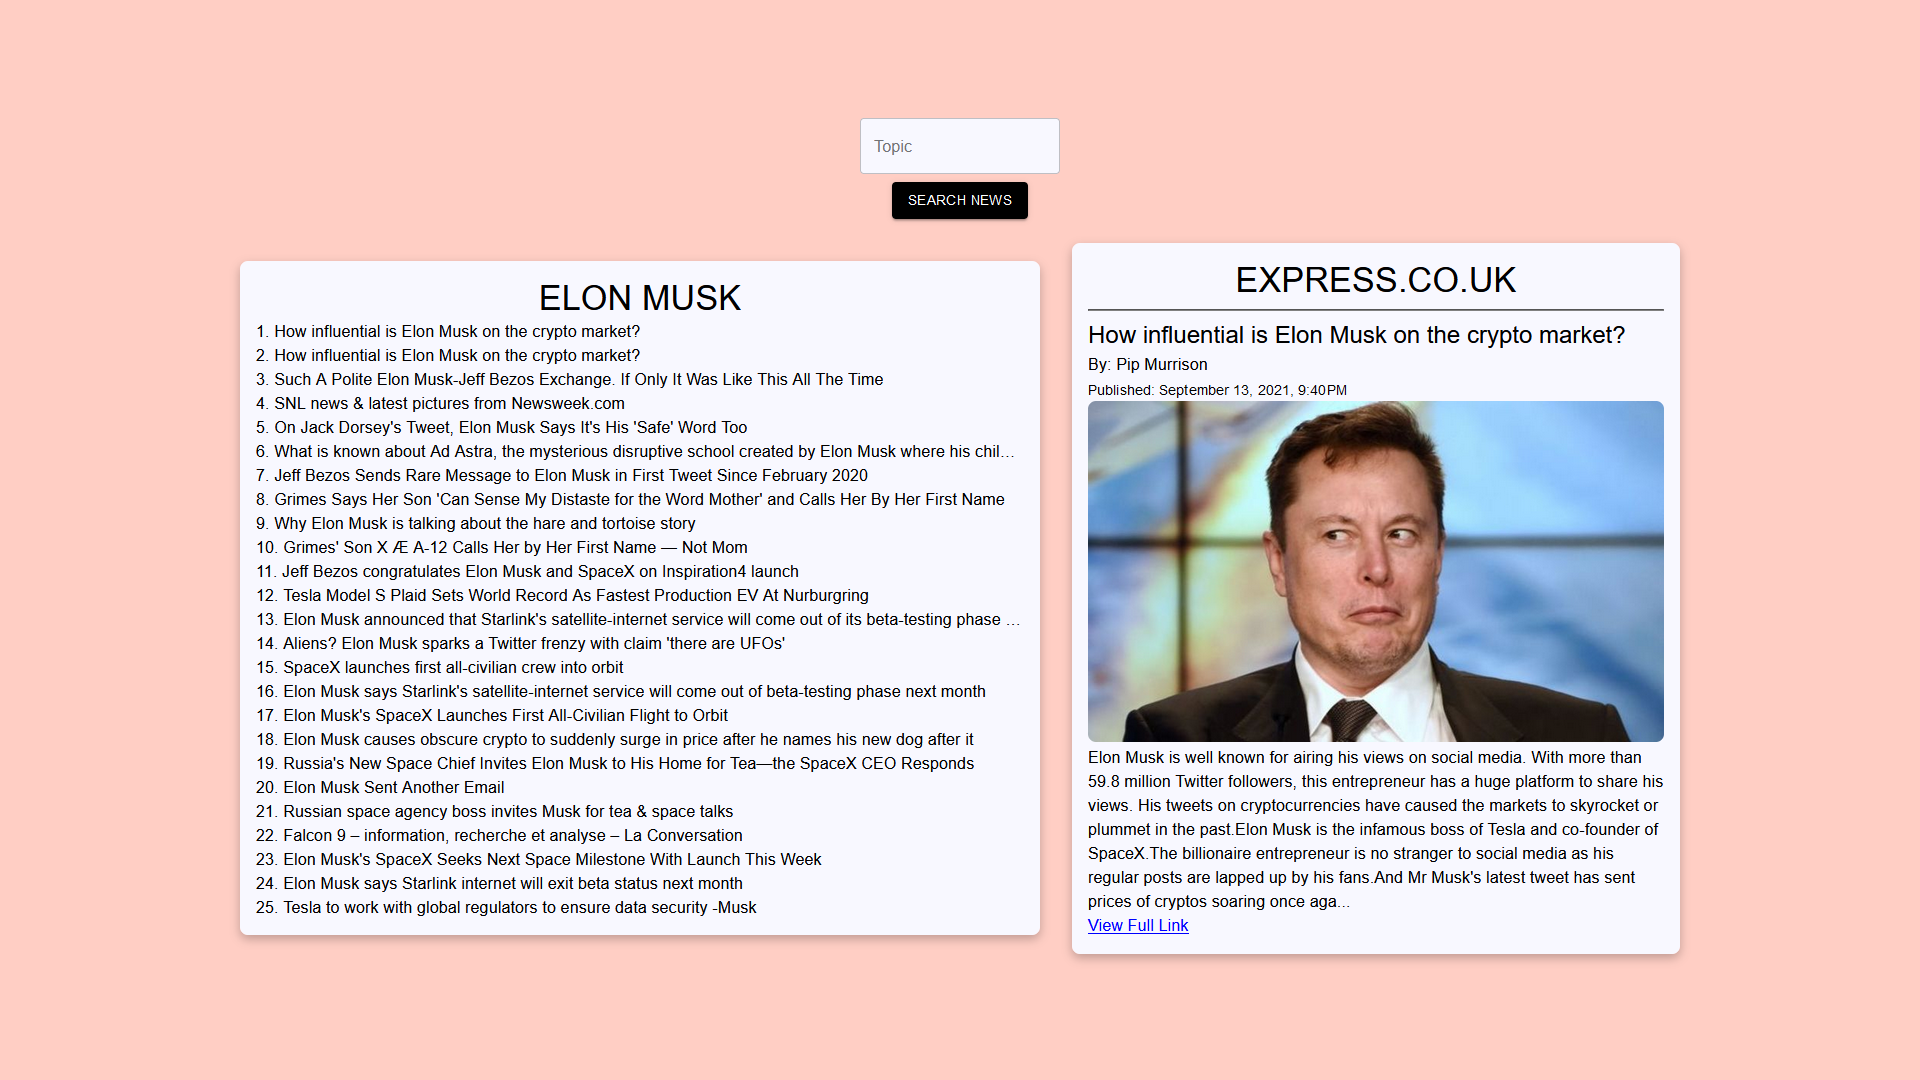 Topic
SEARCH NEWS
ELON MUSK
1. How influential is Elon Musk on the crypto market?
2. How influential is Elon Musk on the crypto market?
3. Such A Polite Elon Musk-Jeff Bezos Exchange. If Only It Was Like This All The Time
4. SNL news & latest pictures from Newsweek.com
5. On Jack Dorsey's Tweet, Elon Musk Says It's His 'Safe' Word Too
6. What is known about Ad Astra, the mysterious disruptive school created by Elon Musk where his chil...
7. Jeff Bezos Sends Rare Message to Elon Musk in First Tweet Since February 2020
8. Grimes Says Her Son 'Can Sense My Distaste for the Word Mother' and Calls Her By Her First Name
9. Why Elon Musk is talking about the hare and tortoise story
10. Grimes' Son X Æ A-12 Calls Her by Her First Name — Not Mom
11. Jeff Bezos congratulates Elon Musk and SpaceX on Inspiration4 launch
12. Tesla Model S Plaid Sets World Record As Fastest Production EV At Nurburgring
13. Elon Musk announced that Starlink's satellite-internet service will come out of its beta-testing phase ...
14. Aliens? Elon Musk sparks a Twitter frenzy with claim 'there are UFOs'
15. SpaceX launches first all-civilian crew into orbit
16. Elon Musk says Starlink's satellite-internet service will come out of beta-testing phase next month
17. Elon Musk's SpaceX Launches First All-Civilian Flight to Orbit
18. Elon Musk causes obscure crypto to suddenly surge in price after he names his new dog after it
19. Russia's New Space Chief Invites Elon Musk to His Home for Tea—the SpaceX CEO Responds
20. Elon Musk Sent Another Email
21. Russian space agency boss invites Musk for tea & space talks
22. Falcon 9 – information, recherche et analyse – La Conversation
23. Elon Musk's SpaceX Seeks Next Space Milestone With Launch This Week
24. Elon Musk says Starlink internet will exit beta status next month
25. Tesla to work with global regulators to ensure data security -Musk
EXPRESS.CO.UK
How influential is Elon Musk on the crypto market?
By: Pip Murrison
Published: September 13, 2021, 9:40PM
Elon Musk is well known for airing his views on social media. With more than
59.8 million Twitter followers, this entrepreneur has a huge platform to share his
views. His tweets on cryptocurrencies have caused the markets to skyrocket or
plummet in the past.Elon Musk is the infamous boss of Tesla and co-founder of
SpaceX.The billionaire entrepreneur is no stranger to social media as his
regular posts are lapped up by his fans.And Mr Musk's latest tweet has sent
prices of cryptos soaring once aga...
View Full Link